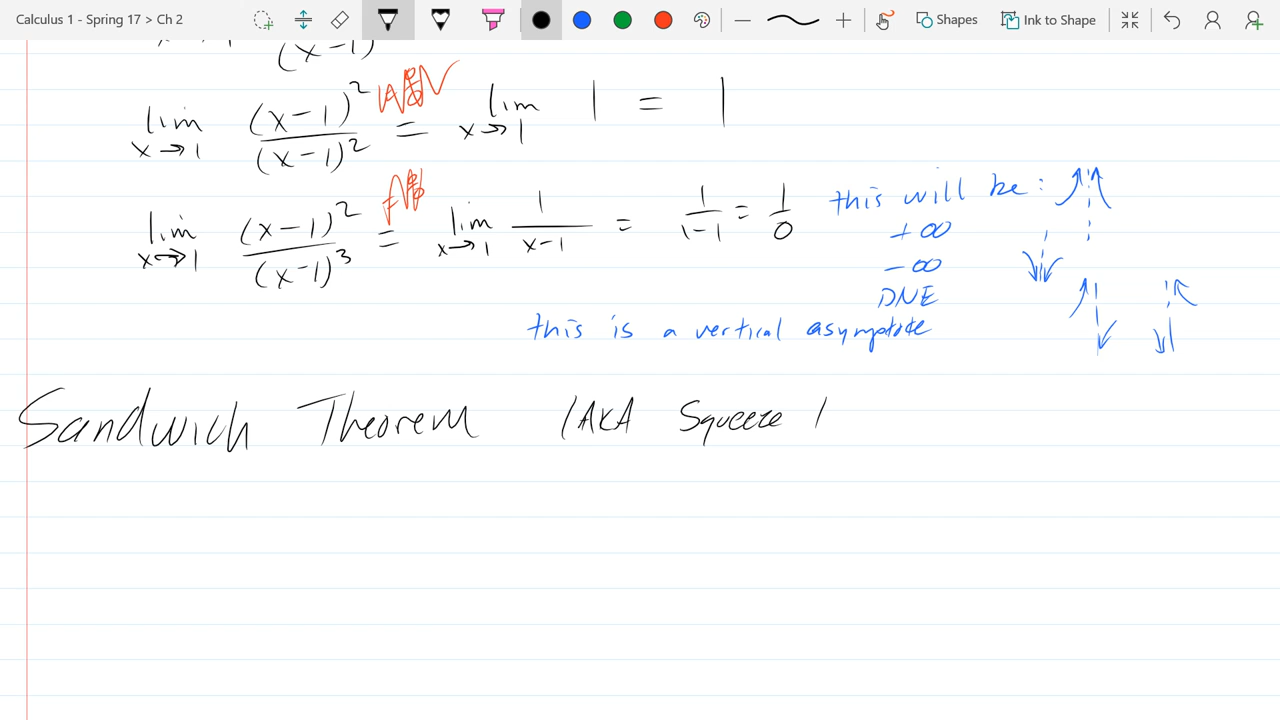 Calculus 1 - Spring 17 > Ch 2 Shapes Ink to Shape
x→1 (x-1)
lim x→1 (x-1)^2/(x-1)^2 = lim x→1 1 = 1
lim x→1 (x-1)^2/(x-1)^3 = lim x→1 1/(x-1) = 1/(1-1) = 1/0 this will be:
+∞
-∞
DNE
this is a vertical asymptote
Sandwich Theorem (AKA Squeeze